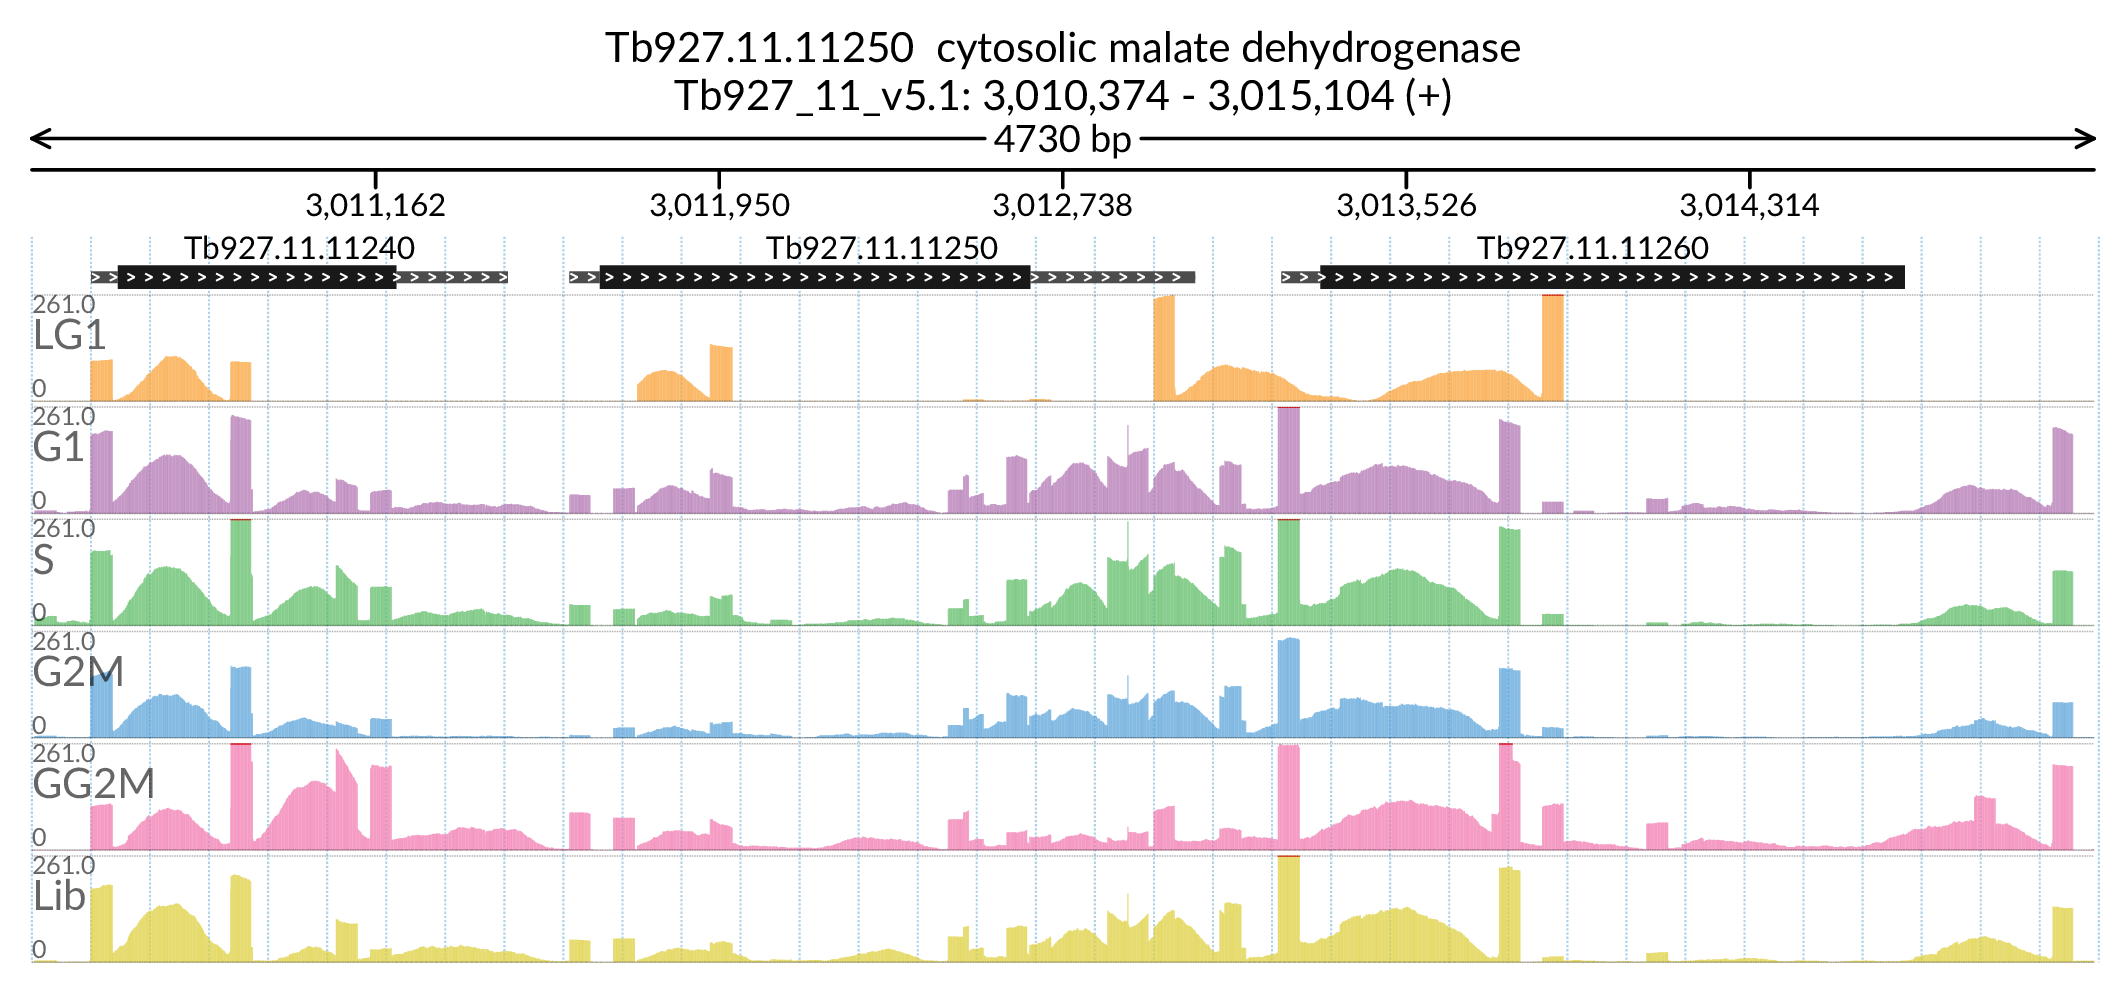 Tb927.11.11250  cytosolic malate dehydrogenase
Tb927_11_v5.1: 3,010,374 - 3,015,104 (+)
4730 bp
3,011,162 3,011,950 3,012,738 3,013,526 3,014,314
Tb927.11.11240 Tb927.11.11250 Tb927.11.11260
261.0
LG1
0
261.0
G1
0
261.0
S
0
261.0
G2M
0
261.0
GG2M
0
261.0
Lib
0